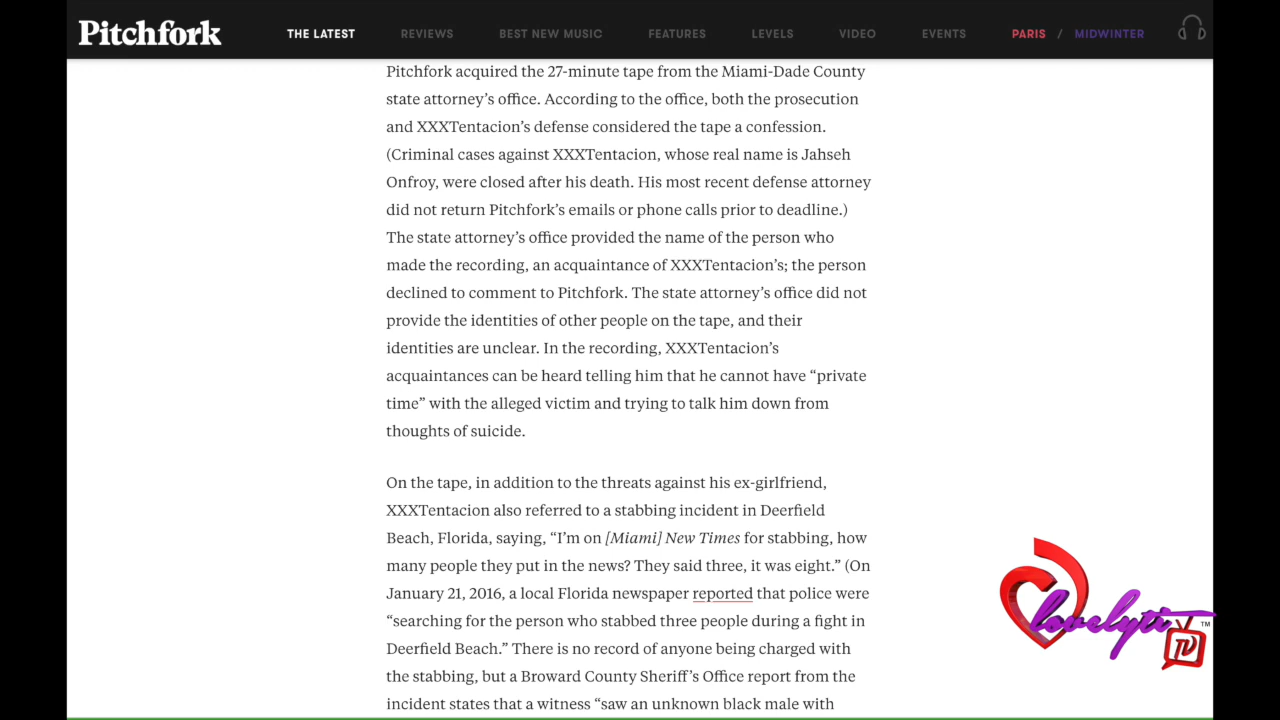 Pitchfork
THE LATEST REVIEWS BEST NEW MUSIC FEATURES LEVELS VIDEO EVENTS PARIS / MIDWINTER
Pitchfork acquired the 27-minute tape from the Miami-Dade County
state attorney’s office. According to the office, both the prosecution
and XXXTentacion’s defense considered the tape a confession.
(Criminal cases against XXXTentacion, whose real name is Jahseh
Onfroy, were closed after his death. His most recent defense attorney
did not return Pitchfork’s emails or phone calls prior to deadline.)
The state attorney’s office provided the name of the person who
made the recording, an acquaintance of XXXTentacion’s; the person
declined to comment to Pitchfork. The state attorney’s office did not
provide the identities of other people on the tape, and their
identities are unclear. In the recording, XXXTentacion’s
acquaintances can be heard telling him that he cannot have “private
time” with the alleged victim and trying to talk him down from
thoughts of suicide.
On the tape, in addition to the threats against his ex-girlfriend,
XXXTentacion also referred to a stabbing incident in Deerfield
Beach, Florida, saying, “I’m on [Miami] New Times for stabbing, how
many people they put in the news? They said three, it was eight.” (On
January 21, 2016, a local Florida newspaper reported that police were
“searching for the person who stabbed three people during a fight in
Deerfield Beach.” There is no record of anyone being charged with
the stabbing, but a Broward County Sheriff’s Office report from the
incident states that a witness “saw an unknown black male with
lovelyti TV ™